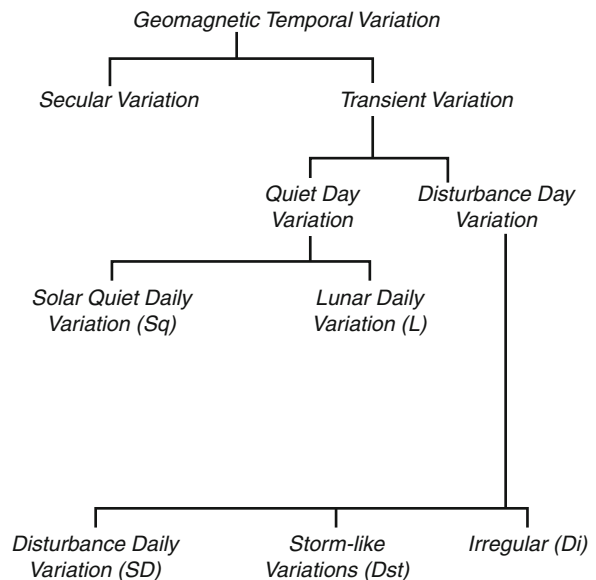 Geomagnetic Temporal Variation
Secular Variation
Transient Variation
Quiet Day
Variation
Disturbance Day
Variation
Solar Quiet Daily
Variation (Sq)
Lunar Daily
Variation (L)
Disturbance Daily
Variation (SD)
Storm-like
Variations (Dst)
Irregular (Di)